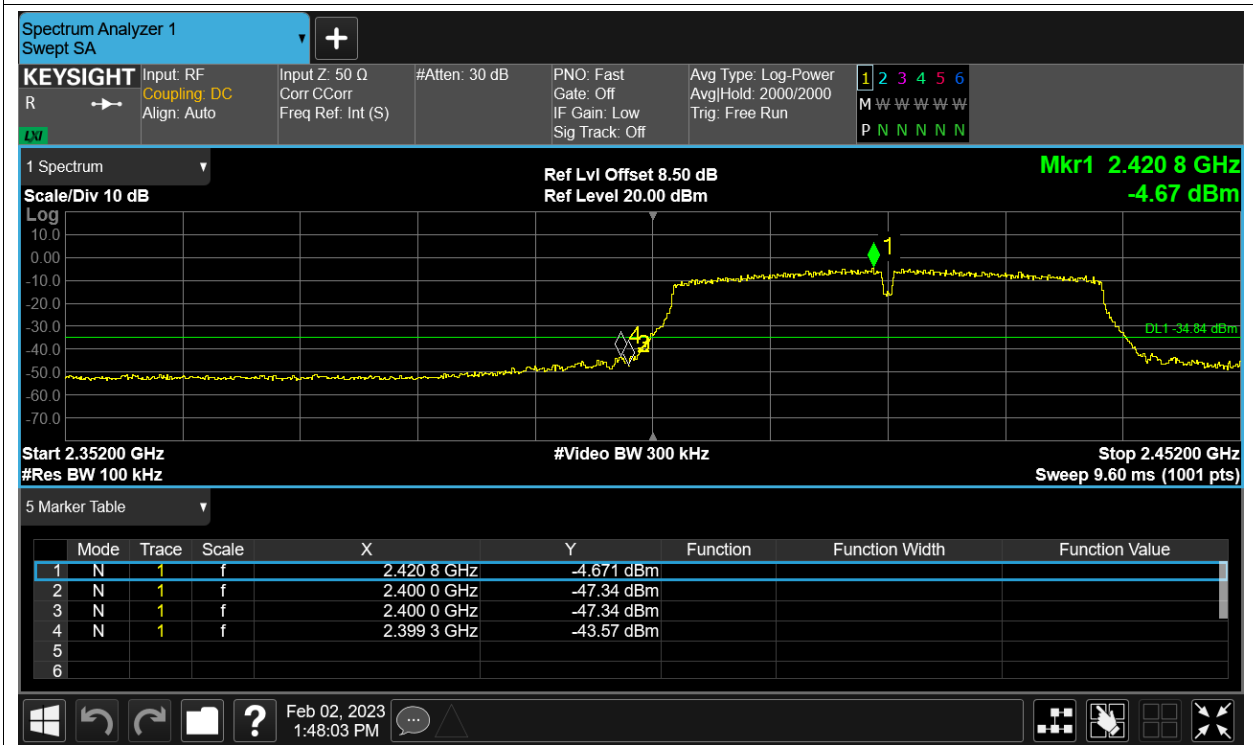 Spectrum Analyzer 1
Swept SA
KEYSIGHT Input: RF Input Z: 50 Ω #Atten: 30 dB PNO: Fast Avg Type: Log-Power 1 2 3 4 5 6
R Coupling: DC Corr CCorr Gate: Off Avg|Hold: 2000/2000 M W W W W W
Align: Auto Freq Ref: Int (S) IF Gain: Low Trig: Free Run
LXI Sig Track: Off P N N N N N
1 Spectrum Ref Lvl Offset 8.50 dB Mkr1 2.420 8 GHz
Scale/Div 10 dB Ref Level 20.00 dBm -4.67 dBm
Log
10.0
0.00 1
-10.0
-20.0
-30.0 DL1 -34.84 dBm
-40.0 4
-50.0
-60.0
-70.0
Start 2.35200 GHz #Video BW 300 kHz Stop 2.45200 GHz
#Res BW 100 kHz Sweep 9.60 ms (1001 pts)
5 Marker Table
Mode Trace Scale X Y Function Function Width Function Value
1 N 1 f 2.420 8 GHz -4.671 dBm
2 N 1 f 2.400 0 GHz -47.34 dBm
3 N 1 f 2.400 0 GHz -47.34 dBm
4 N 1 f 2.399 3 GHz -43.57 dBm
5
6
? Feb 02, 2023
1:48:03 PM